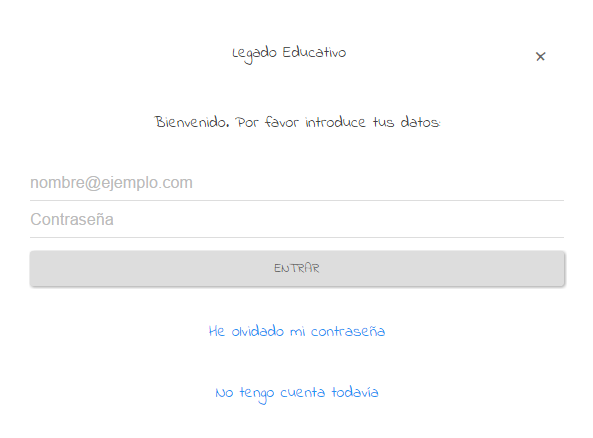 Legado Educativo
×
Bienvenido. Por favor introduce tus datos:
nombre@ejemplo.com
Contraseña
ENTRAR
He olvidado mi contraseña
No tengo cuenta todavía